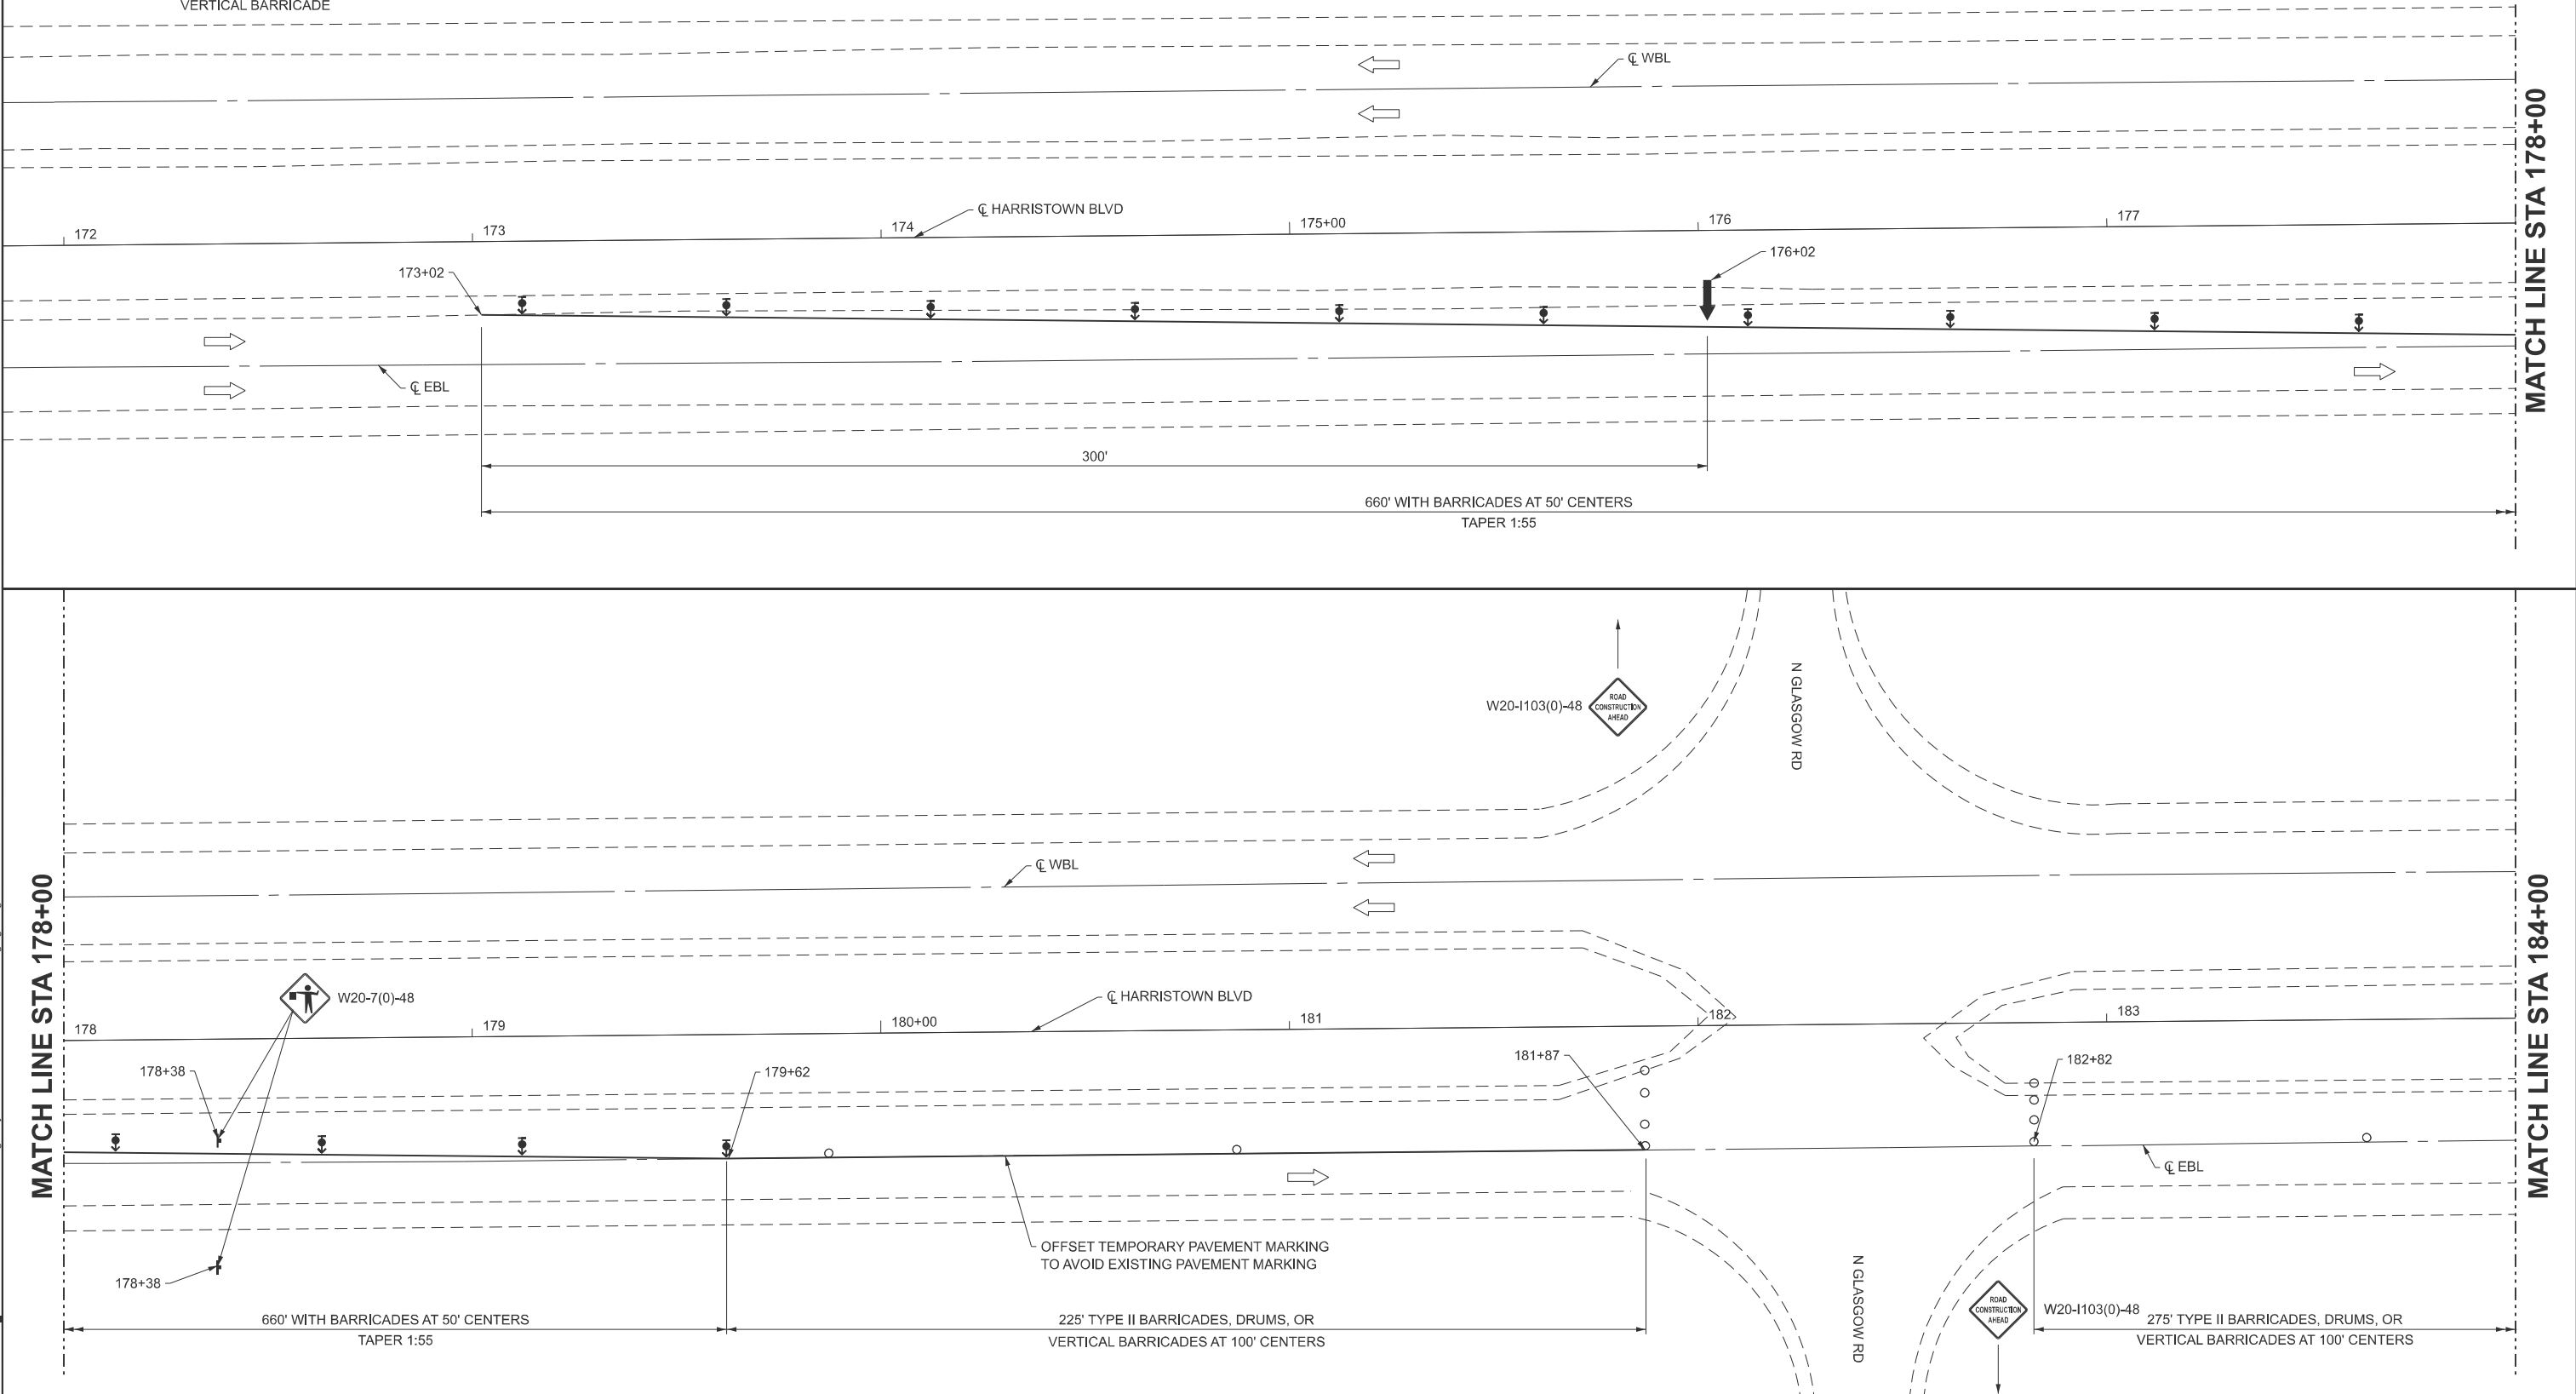 VERTICAL BARRICADE
℄ WBL
172
173
174
℄ HARRISTOWN BLVD
175+00
176
177
173+02
176+02
℄ EBL
300'
660' WITH BARRICADES AT 50' CENTERS
TAPER 1:55
MATCH LINE STA 178+00
MATCH LINE STA 178+00
W20-I103(0)-48
ROAD
CONSTRUCTION
AHEAD
N GLASGOW RD
℄ WBL
W20-7(0)-48
℄ HARRISTOWN BLVD
178
179
180+00
181
182
183
178+38
179+62
181+87
182+82
℄ EBL
178+38
OFFSET TEMPORARY PAVEMENT MARKING
TO AVOID EXISTING PAVEMENT MARKING
N GLASGOW RD
ROAD
CONSTRUCTION
AHEAD
W20-I103(0)-48
660' WITH BARRICADES AT 50' CENTERS
TAPER 1:55
225' TYPE II BARRICADES, DRUMS, OR
VERTICAL BARRICADES AT 100' CENTERS
275' TYPE II BARRICADES, DRUMS, OR
VERTICAL BARRICADES AT 100' CENTERS
MATCH LINE STA 184+00